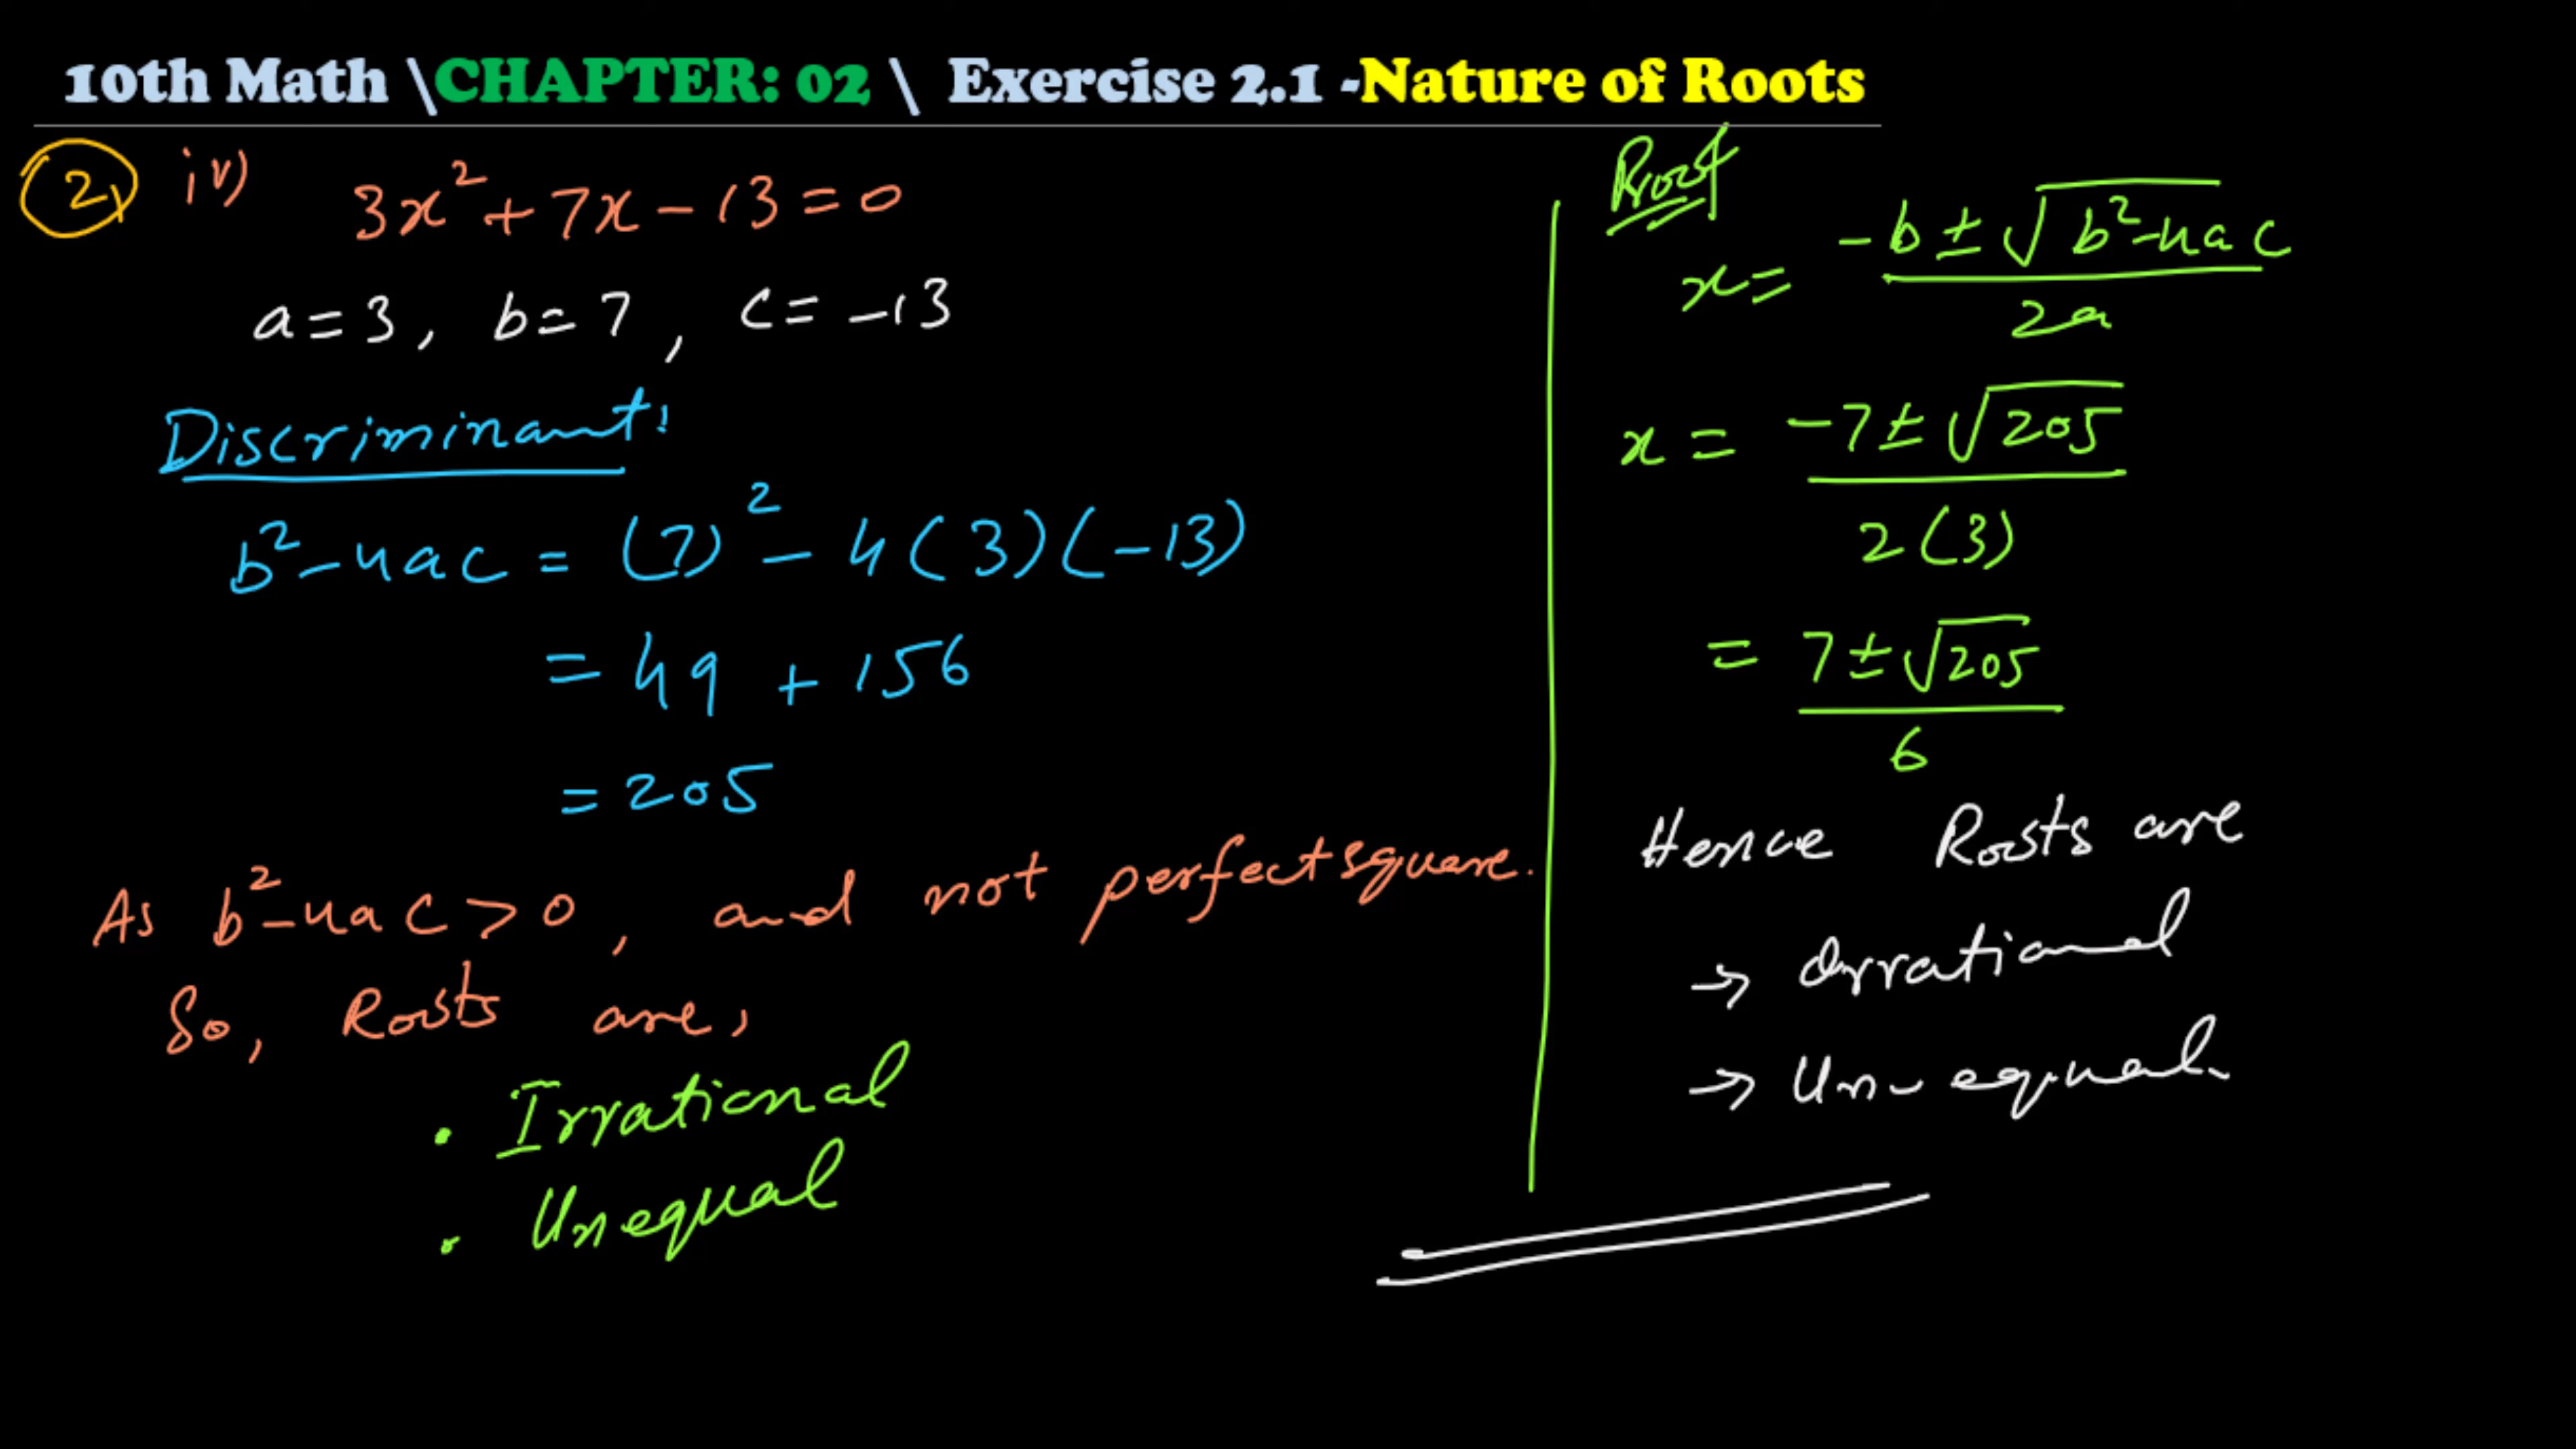 10th Math \CHAPTER: 02 \ Exercise 2.1 -Nature of Roots
2) iv) 3x² + 7x - 13 = 0
a = 3, b = 7, c = -13
Discriminant:
b² - 4ac = (7)² - 4(3)(-13)
= 49 + 156
= 205
As b² - 4ac > 0, and not perfect square.
So, Roots are,
• Irrational
• Unequal
Proof
x = (-b ± √(b² - 4ac)) / 2a
x = (-7 ± √205) / 2(3)
= (7 ± √205) / 6
Hence Roots are
→ Irrational
→ Un-equal.